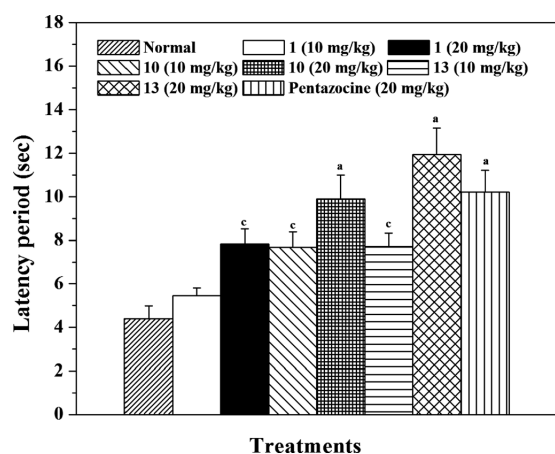 18
16
14
12
10
8
6
4
2
0
Latency period (sec)
Normal 1 (10 mg/kg) 1 (20 mg/kg)
10 (10 mg/kg) 10 (20 mg/kg) 13 (10 mg/kg)
13 (20 mg/kg) Pentazocine (20 mg/kg)
c
c
a
c
a
a
Treatments